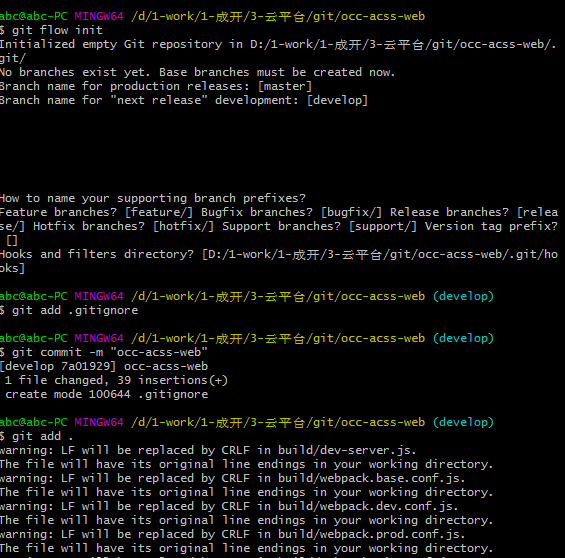 abc@abc-PC MINGW64 /d/1-work/1-成开/3-云平台/git/occ-acss-web
$ git flow init
Initialized empty Git repository in D:/1-work/1-成开/3-云平台/git/occ-acss-web/.
git/
No branches exist yet. Base branches must be created now.
Branch name for production releases: [master]
Branch name for "next release" development: [develop]
How to name your supporting branch prefixes?
Feature branches? [feature/] Bugfix branches? [bugfix/] Release branches? [relea
se/] Hotfix branches? [hotfix/] Support branches? [support/] Version tag prefix?
[]
Hooks and filters directory? [D:/1-work/1-成开/3-云平台/git/occ-acss-web/.git/ho
oks]
abc@abc-PC MINGW64 /d/1-work/1-成开/3-云平台/git/occ-acss-web (develop)
$ git add .gitignore
abc@abc-PC MINGW64 /d/1-work/1-成开/3-云平台/git/occ-acss-web (develop)
$ git commit -m "occ-acss-web"
[develop 7a01929] occ-acss-web
1 file changed, 39 insertions(+)
create mode 100644 .gitignore
abc@abc-PC MINGW64 /d/1-work/1-成开/3-云平台/git/occ-acss-web (develop)
$ git add .
warning: LF will be replaced by CRLF in build/dev-server.js.
The file will have its original line endings in your working directory.
warning: LF will be replaced by CRLF in build/webpack.base.conf.js.
The file will have its original line endings in your working directory.
warning: LF will be replaced by CRLF in build/webpack.dev.conf.js.
The file will have its original line endings in your working directory.
warning: LF will be replaced by CRLF in build/webpack.prod.conf.js.
The file will have its original line endings in your working directory.